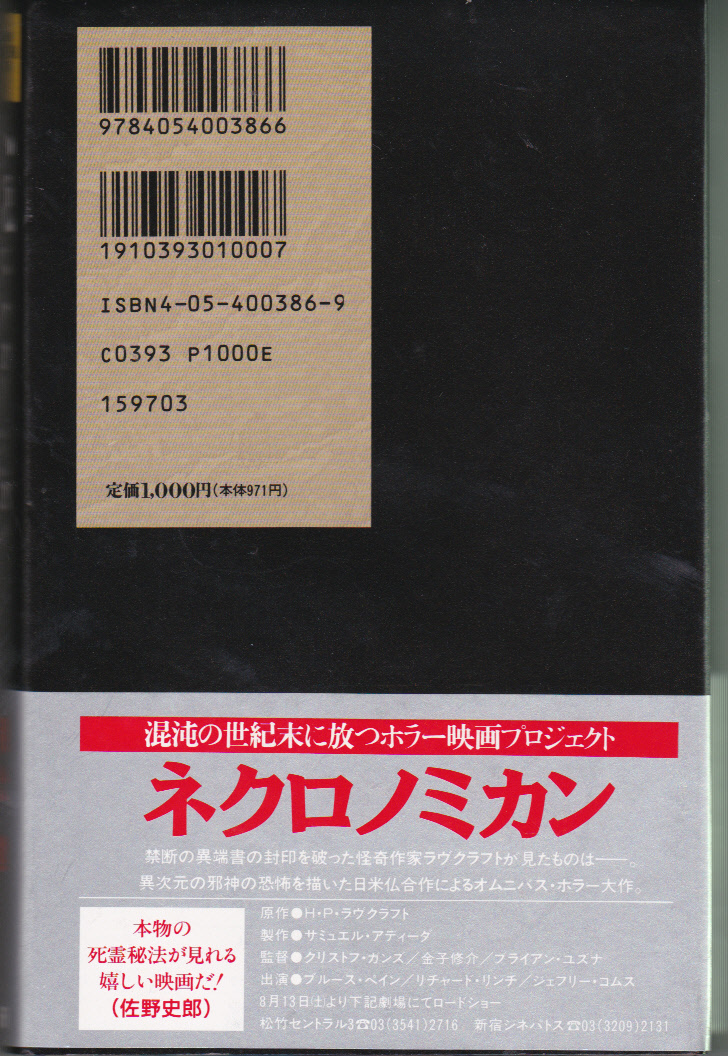 9784054003866
1910393010007
ISBN4-05-400386-9
C0393 P1000E
159703
定価1,000円(本体971円)
混沌の世紀末に放つホラー映画プロジェクト
ネクロノミカン
禁断の異端書の封印を破った怪奇作家ラヴクラフトが見たものは――。
異次元の邪神の恐怖を描いた日米仏合作によるオムニバス・ホラー大作。
本物の
死霊秘法が見れる
嬉しい映画だ!
(佐野史郎)
原作●H・P・ラヴクラフト
製作●サミュエル・アティーダ
監督●クリストフ・ガンズ／金子修介／ブライアン・ユズナ
出演●ブルース・ペイン／リチャード・リンチ／ジェフリー・コムス
8月13日(土)より下記劇場にてロードショー
松竹セントラル3☎03(3541)2716 新宿シネパトス☎03(3209)2131